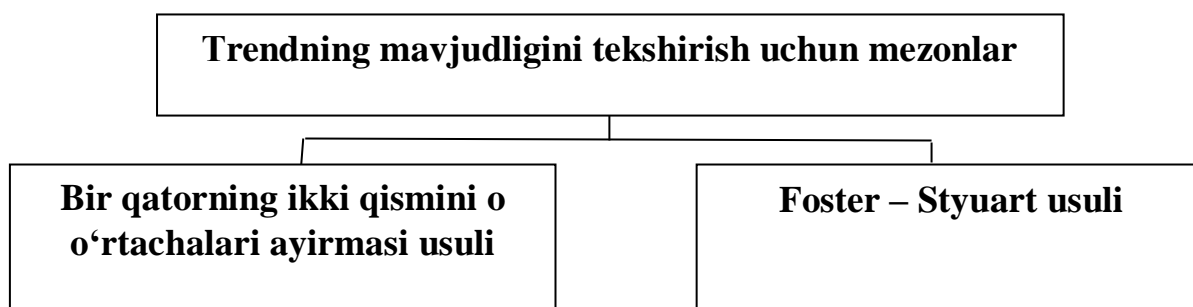 Trendning mavjudligini tekshirish uchun mezonlar
Bir qatorning ikki qismini o
o‘rtachalari ayirmasi usuli
Foster – Styuart usuli